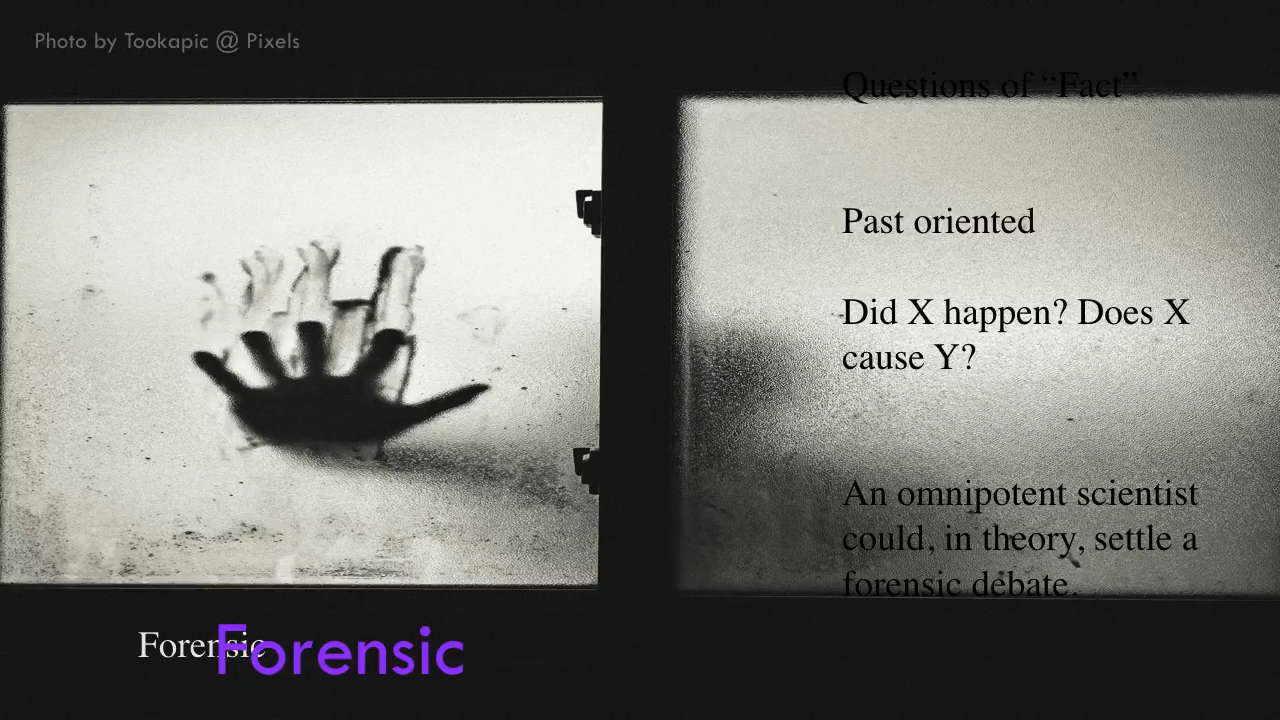 Photo by Tookapic @ Pixels
Questions of “Fact”
Past oriented
Did X happen? Does X
cause Y?
An omnipotent scientist
could, in theory, settle a
forensic debate.
Forensic
Forensic